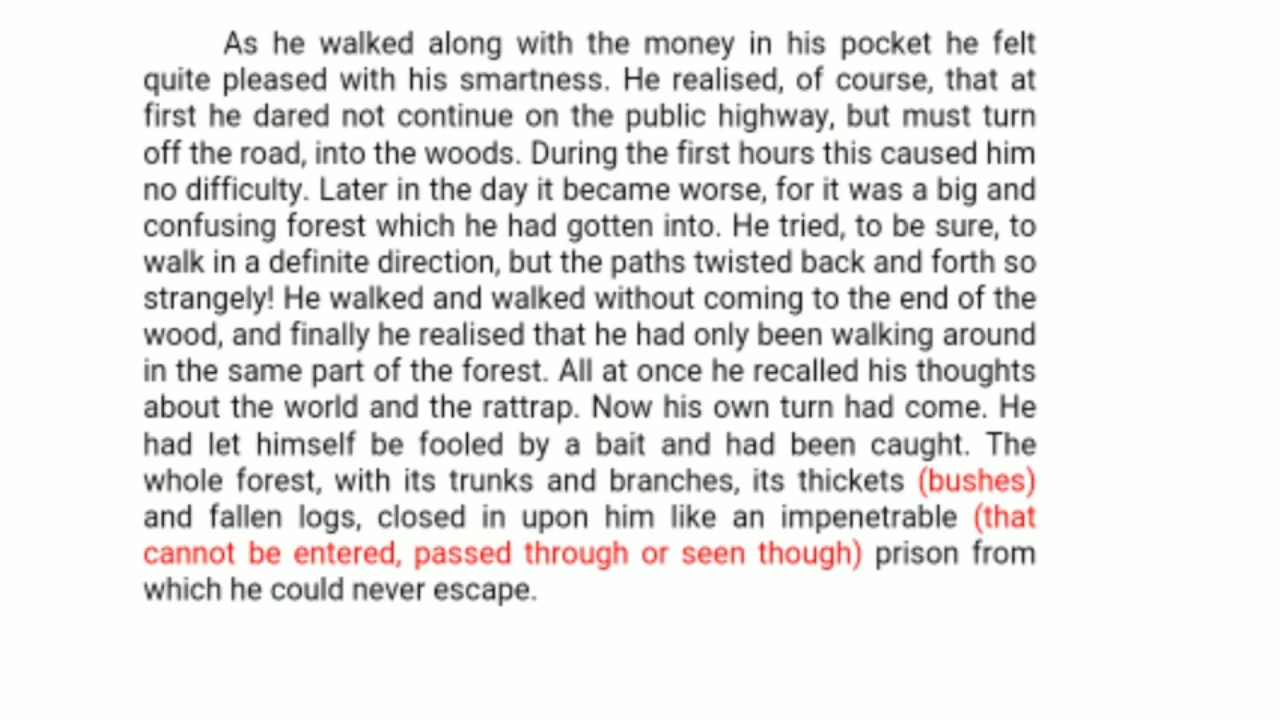 As he walked along with the money in his pocket he felt
quite pleased with his smartness. He realised, of course, that at
first he dared not continue on the public highway, but must turn
off the road, into the woods. During the first hours this caused him
no difficulty. Later in the day it became worse, for it was a big and
confusing forest which he had gotten into. He tried, to be sure, to
walk in a definite direction, but the paths twisted back and forth so
strangely! He walked and walked without coming to the end of the
wood, and finally he realised that he had only been walking around
in the same part of the forest. All at once he recalled his thoughts
about the world and the rattrap. Now his own turn had come. He
had let himself be fooled by a bait and had been caught. The
whole forest, with its trunks and branches, its thickets (bushes)
and fallen logs, closed in upon him like an impenetrable (that
cannot be entered, passed through or seen though) prison from
which he could never escape.